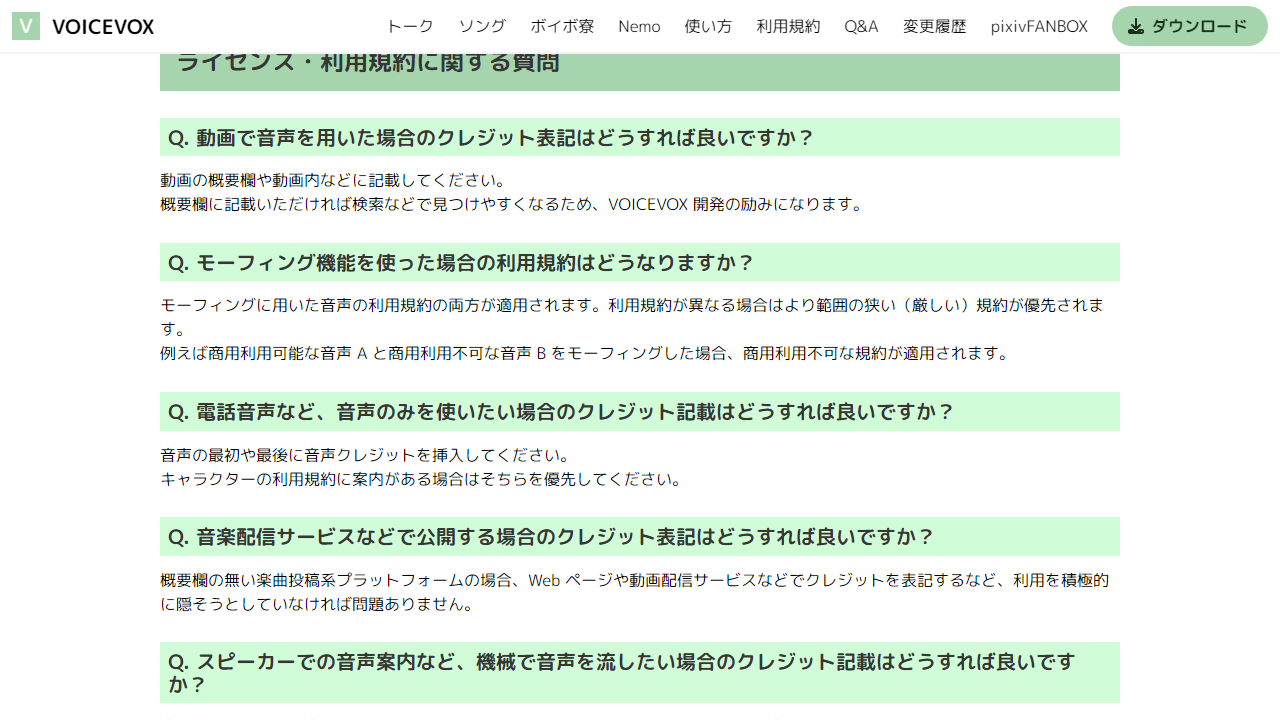 V VOICEVOX トーク ソング ボイボ寮 Nemo 使い方 利用規約 Q&A 変更履歴 pixivFANBOX ダウンロード
ライセンス・利用規約に関する質問
Q. 動画で音声を用いた場合のクレジット表記はどうすれば良いですか？
動画の概要欄や動画内などに記載してください。
概要欄に記載いただければ検索などで見つけやすくなるため、VOICEVOX 開発の励みになります。
Q. モーフィング機能を使った場合の利用規約はどうなりますか？
モーフィングに用いた音声の利用規約の両方が適用されます。利用規約が異なる場合はより範囲の狭い（厳しい）規約が優先されま
す。
例えば商用利用可能な音声 A と商用利用不可な音声 B をモーフィングした場合、商用利用不可な規約が適用されます。
Q. 電話音声など、音声のみを使いたい場合のクレジット記載はどうすれば良いですか？
音声の最初や最後に音声クレジットを挿入してください。
キャラクターの利用規約に案内がある場合はそちらを優先してください。
Q. 音楽配信サービスなどで公開する場合のクレジット表記はどうすれば良いですか？
概要欄の無い楽曲投稿系プラットフォームの場合、Web ページや動画配信サービスなどでクレジットを表記するなど、利用を積極的
に隠そうとしていなければ問題ありません。
Q. スピーカーでの音声案内など、機械で音声を流したい場合のクレジット記載はどうすれば良いです
か？